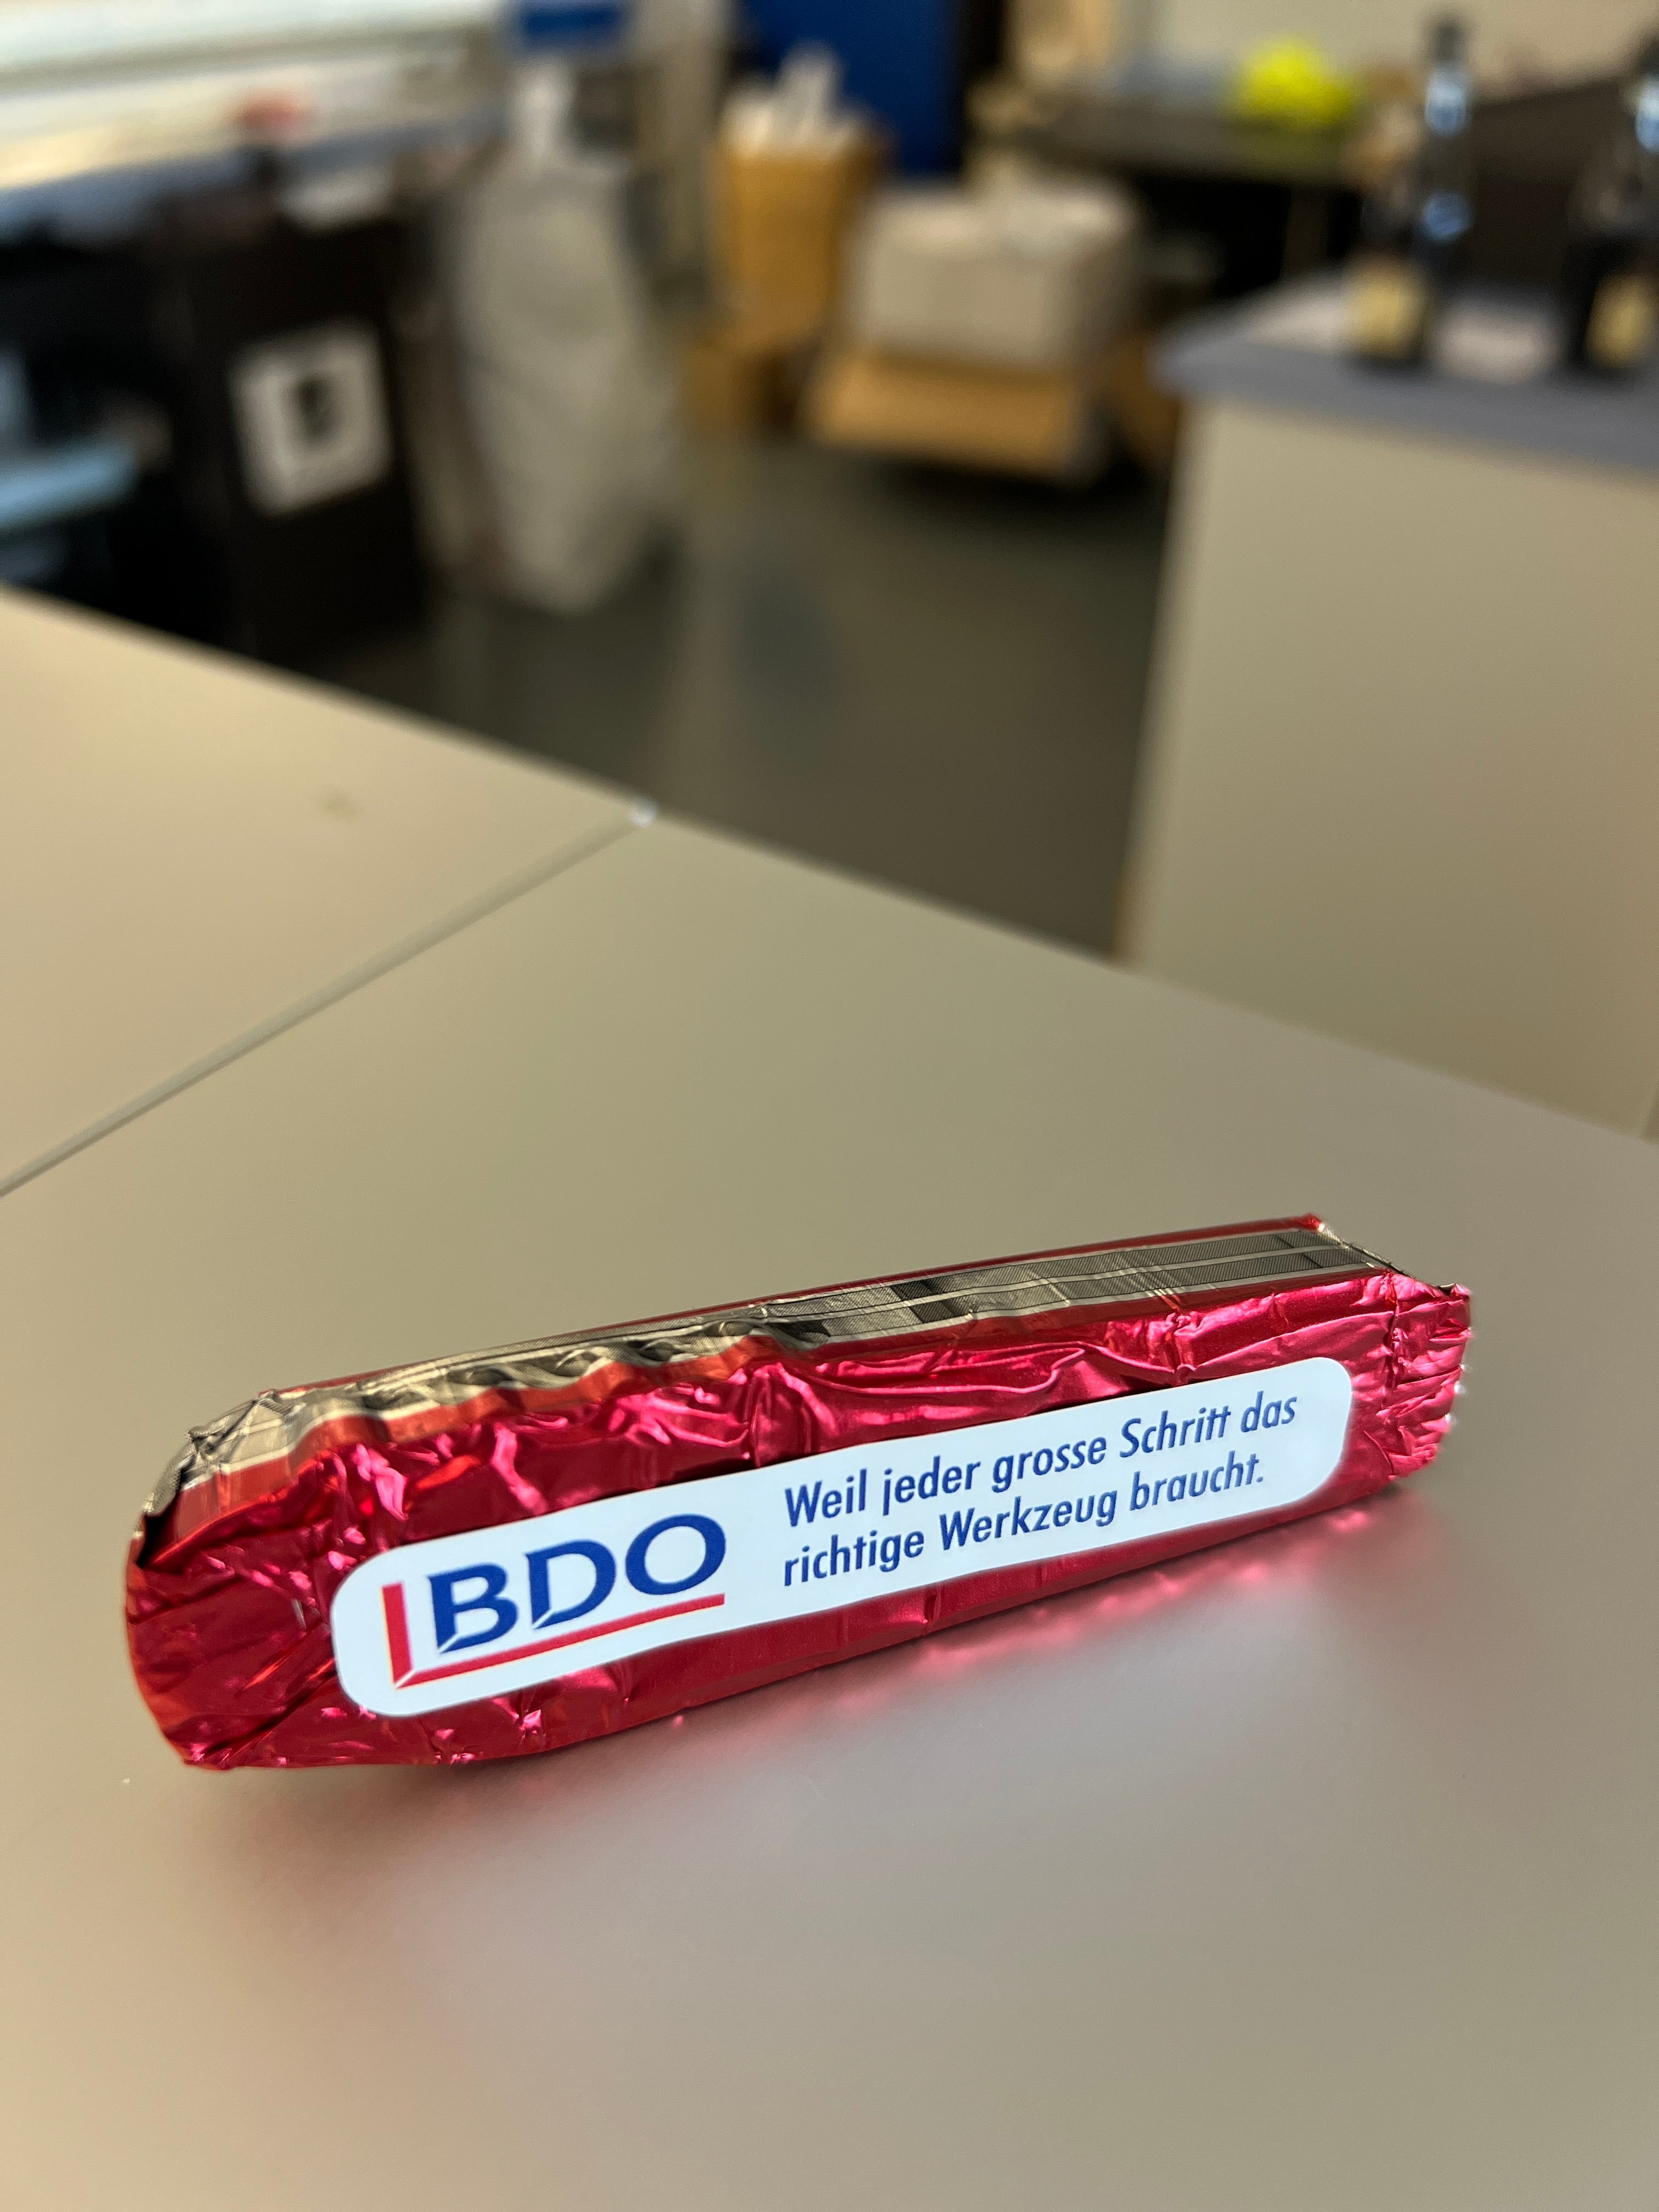 BDO
Weil jeder grosse Schritt das
richtige Werkzeug braucht.